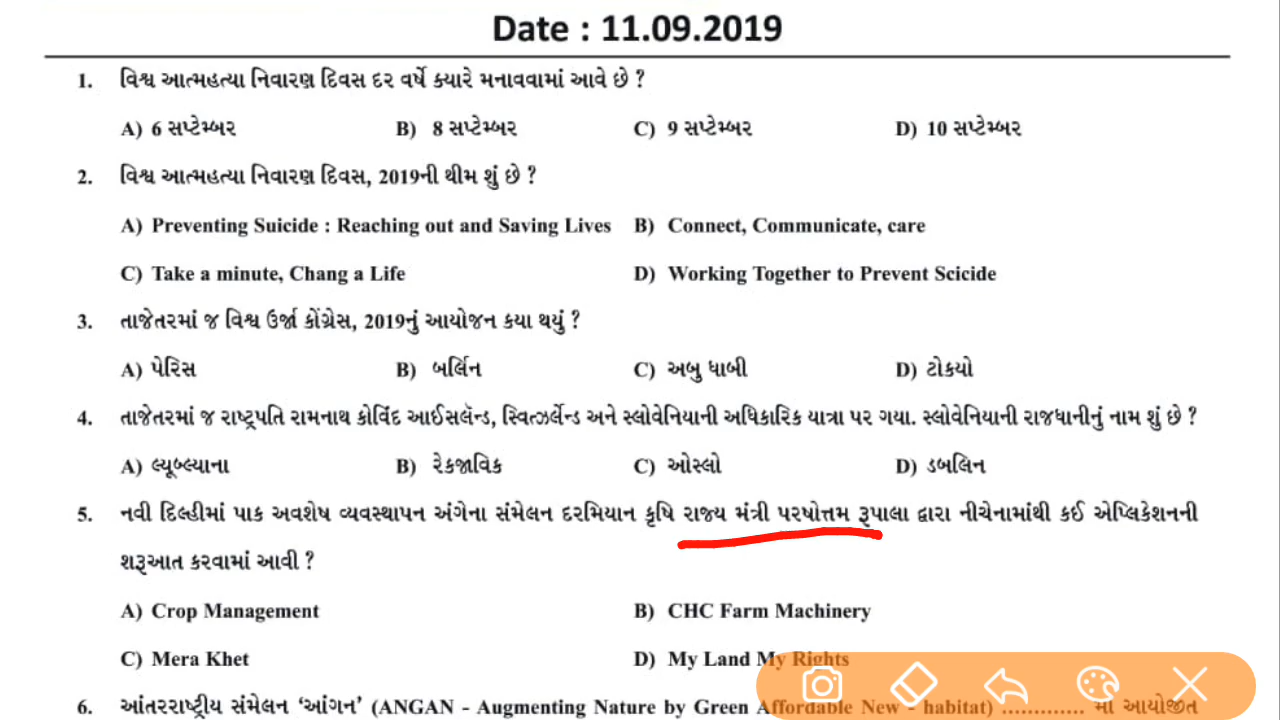 Date : 11.09.2019
1. વિશ્વ આત્મહત્યા નિવારણ દિવસ દર વર્ષે ક્યારે મનાવવામાં આવે છે ?
A) 6 સપ્ટેમ્બર B) 8 સપ્ટેમ્બર C) 9 સપ્ટેમ્બર D) 10 સપ્ટેમ્બર
2. વિશ્વ આત્મહત્યા નિવારણ દિવસ, 2019ની થીમ શું છે ?
A) Preventing Suicide : Reaching out and Saving Lives B) Connect, Communicate, care
C) Take a minute, Chang a Life D) Working Together to Prevent Scicide
3. તાજેતરમાં જ વિશ્વ ઉર્જા કોંગ્રેસ, 2019નું આયોજન કયા થયું ?
A) પેરિસ B) બર્લિન C) અબુ ધાબી D) ટોકયો
4. તાજેતરમાં જ રાષ્ટ્રપતિ રામનાથ કોવિંદ આઈસલૅન્ડ, સ્વિત્ઝર્લેન્ડ અને સ્લોવેનિયાની અધિકારિક યાત્રા પર ગયા. સ્લોવેનિયાની રાજધાનીનું નામ શું છે ?
A) લ્યૂબ્લ્યાના B) રેકજાવિક C) ઓસ્લો D) ડબલિન
5. નવી દિલ્હીમાં પાક અવશેષ વ્યવસ્થાપન અંગેના સંમેલન દરમિયાન કૃષિ રાજ્ય મંત્રી પરષોત્તમ રૂપાલા દ્વારા નીચેનામાંથી કઈ એપ્લિકેશનની
શરૂઆત કરવામાં આવી ?
A) Crop Management B) CHC Farm Machinery
C) Mera Khet D) My Land My Rights
6. આંતરરાષ્ટ્રીય સંમેલન ‘આંગન’ (ANGAN - Augmenting Nature by Green Affordable New - habitat) ............. માં આયોજીત